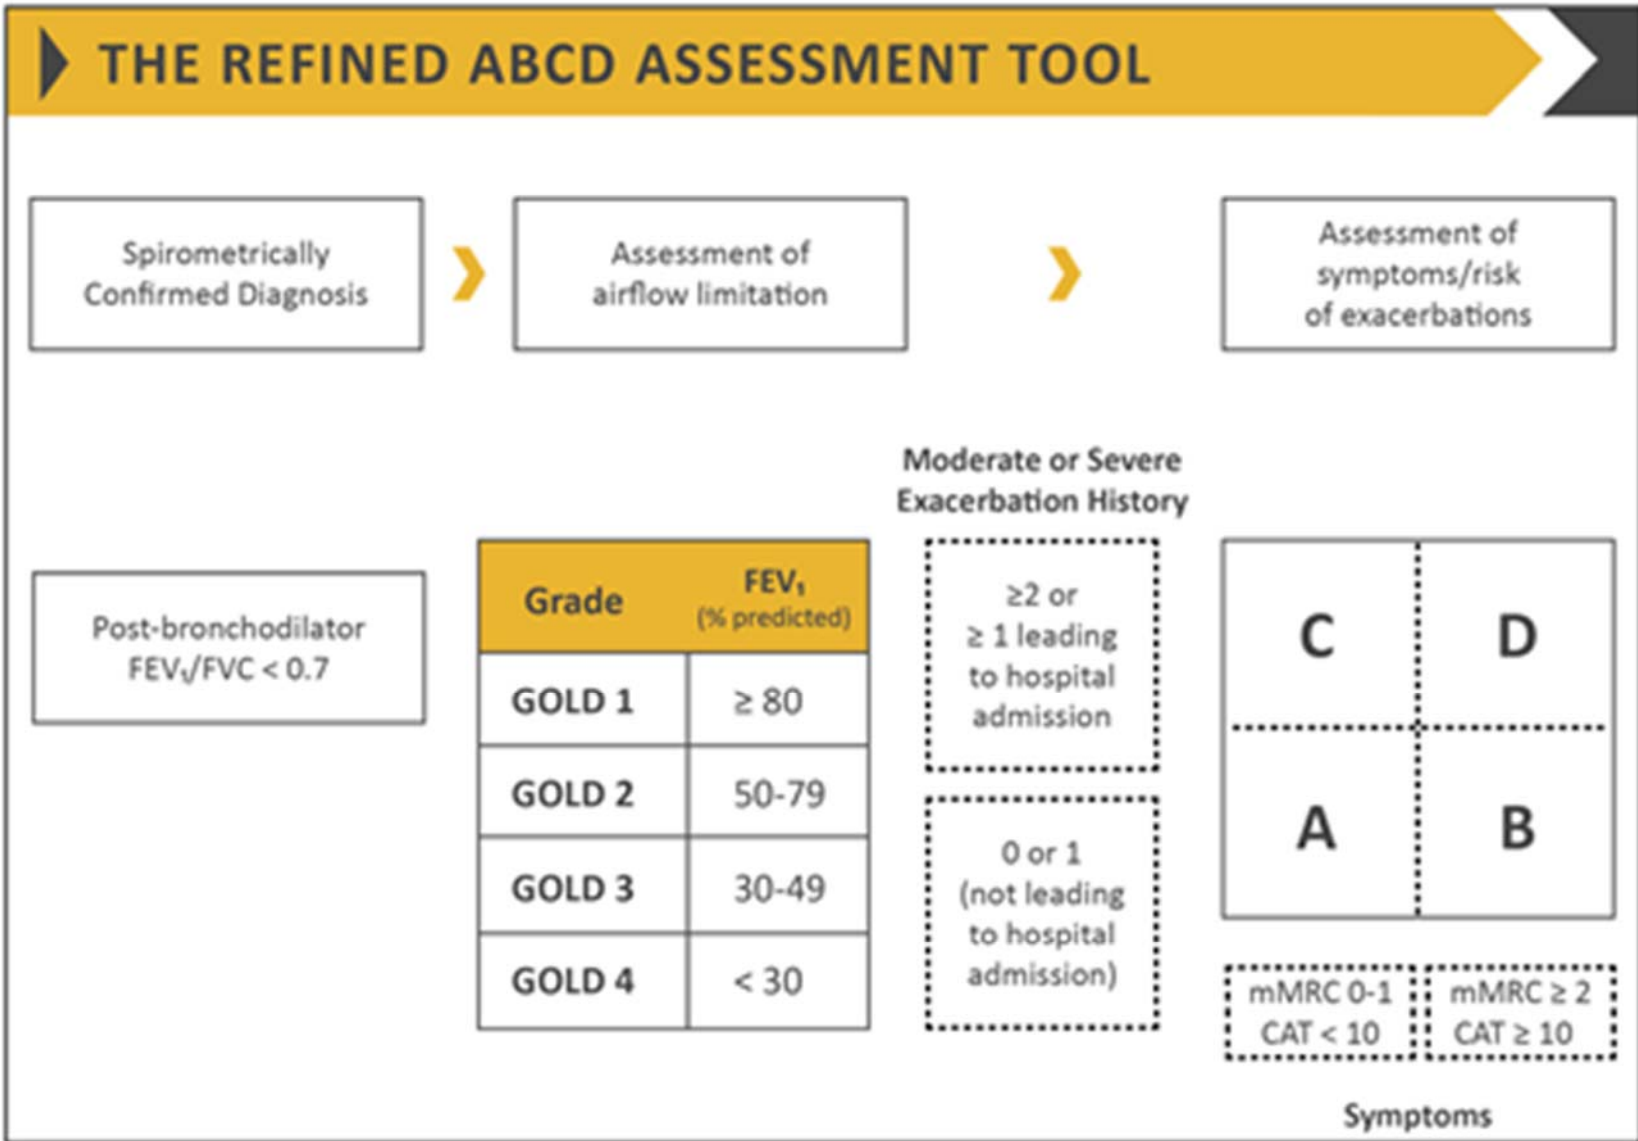 THE REFINED ABCD ASSESSMENT TOOL
Spirometrically
Confirmed Diagnosis
Assessment of
airflow limitation
Assessment of
symptoms/risk
of exacerbations
Moderate or Severe
Exacerbation History
Post-bronchodilator
FEV₁/FVC < 0.7
Grade
FEV₁
(% predicted)
GOLD 1 ≥ 80
GOLD 2 50-79
GOLD 3 30-49
GOLD 4 < 30
≥2 or
≥ 1 leading
to hospital
admission
0 or 1
(not leading
to hospital
admission)
C D
A B
mMRC 0-1
CAT < 10
mMRC ≥ 2
CAT ≥ 10
Symptoms